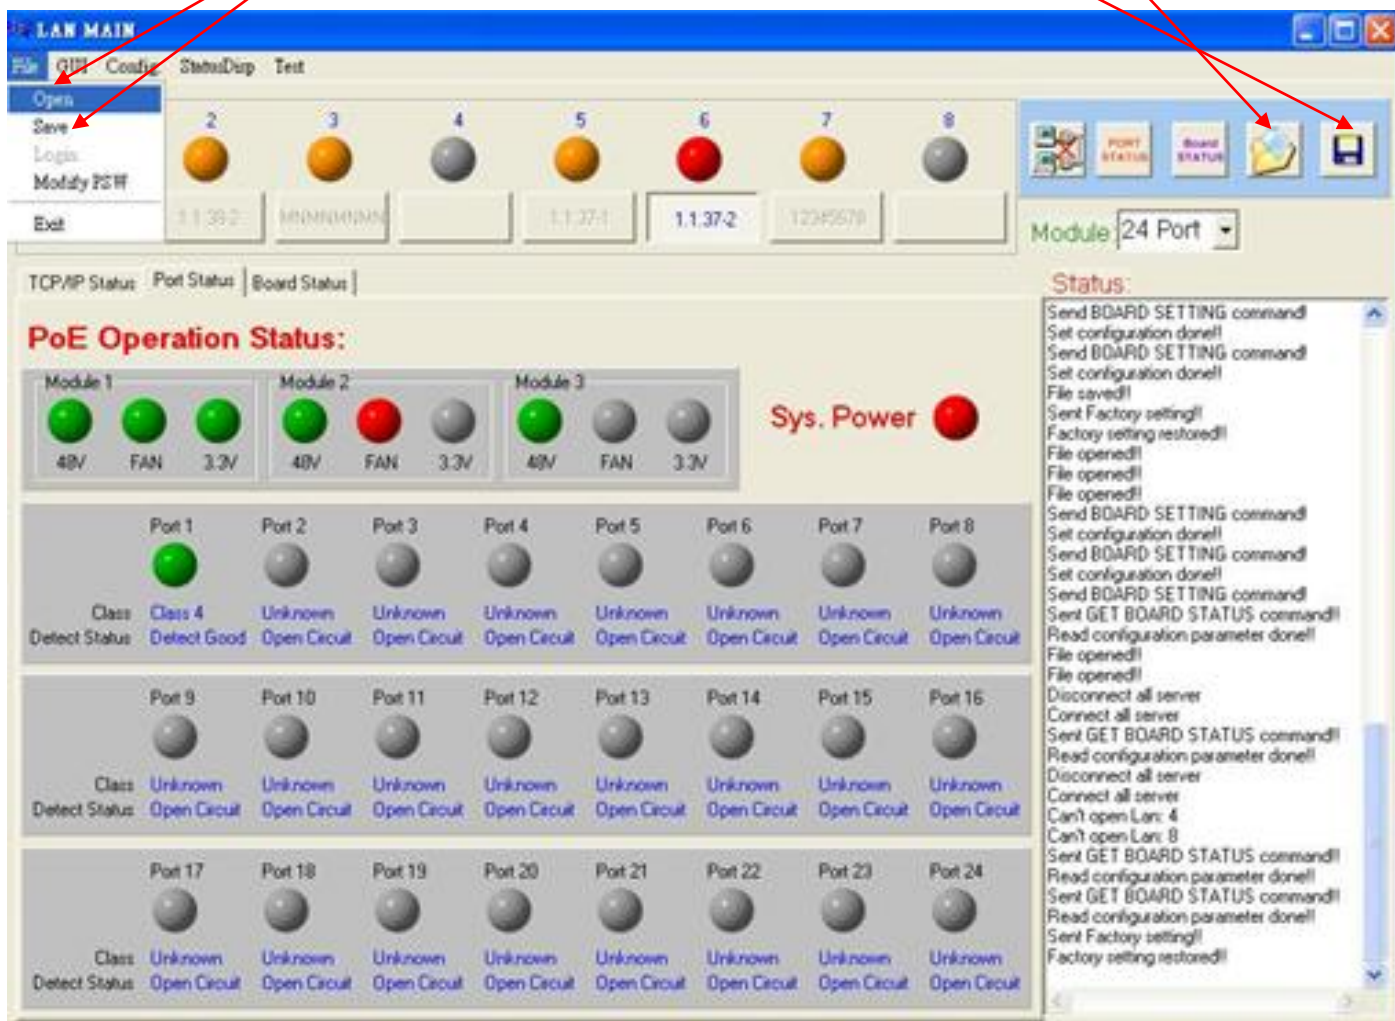 LAN MAIN
File GUI Config StatusDisp Test
Open
Save
Login
Modify PSW
Exit
2 3 4 5 6 7 8
1.1.39-2 MNMNMNMN 1.1.37-1 1.1.37-2 12345678
PORT STATUS
Board STATUS
Module 24 Port
TCP/IP Status Port Status Board Status
PoE Operation Status:
Module 1 Module 2 Module 3
48V FAN 3.3V 48V FAN 3.3V 48V FAN 3.3V
Sys. Power
Port 1 Port 2 Port 3 Port 4 Port 5 Port 6 Port 7 Port 8
Class Class 4 Unknown Unknown Unknown Unknown Unknown Unknown Unknown
Detect Status Detect Good Open Circuit Open Circuit Open Circuit Open Circuit Open Circuit Open Circuit Open Circuit
Port 9 Port 10 Port 11 Port 12 Port 13 Port 14 Port 15 Port 16
Class Unknown Unknown Unknown Unknown Unknown Unknown Unknown Unknown
Detect Status Open Circuit Open Circuit Open Circuit Open Circuit Open Circuit Open Circuit Open Circuit Open Circuit
Port 17 Port 18 Port 19 Port 20 Port 21 Port 22 Port 23 Port 24
Class Unknown Unknown Unknown Unknown Unknown Unknown Unknown Unknown
Detect Status Open Circuit Open Circuit Open Circuit Open Circuit Open Circuit Open Circuit Open Circuit Open Circuit
Status:
Send BOARD SETTING command!
Set configuration done!!
Send BOARD SETTING command!
Set configuration done!!
File saved!!
Sent Factory setting!!
Factory setting restored!!
File opened!!
File opened!!
File opened!!
Send BOARD SETTING command!
Set configuration done!!
Send BOARD SETTING command!
Set configuration done!!
Send BOARD SETTING command!
Sent GET BOARD STATUS command!!
Read configuration parameter done!!
File opened!!
File opened!!
Disconnect all server
Connect all server
Sent GET BOARD STATUS command!!
Read configuration parameter done!!
Disconnect all server
Connect all server
Can't open Lan: 4
Can't open Lan: 8
Sent GET BOARD STATUS command!!
Read configuration parameter done!!
Sent GET BOARD STATUS command!!
Read configuration parameter done!!
Sent Factory setting!!
Factory setting restored!!